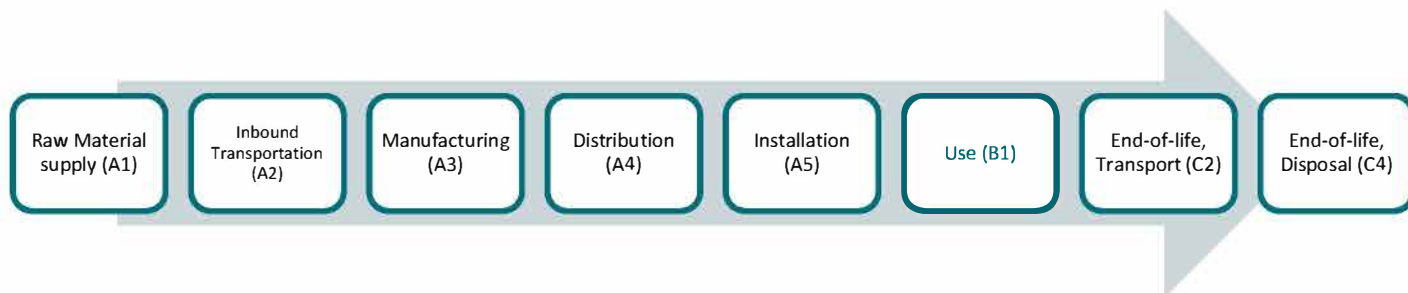 Raw Material
supply (A1)
Inbound
Transportation
(A2)
Manufacturing
(A3)
Distribution
(A4)
Installation
(A5)
Use (B1)
End-of-life,
Transport (C2)
End-of-life,
Disposal (C4)